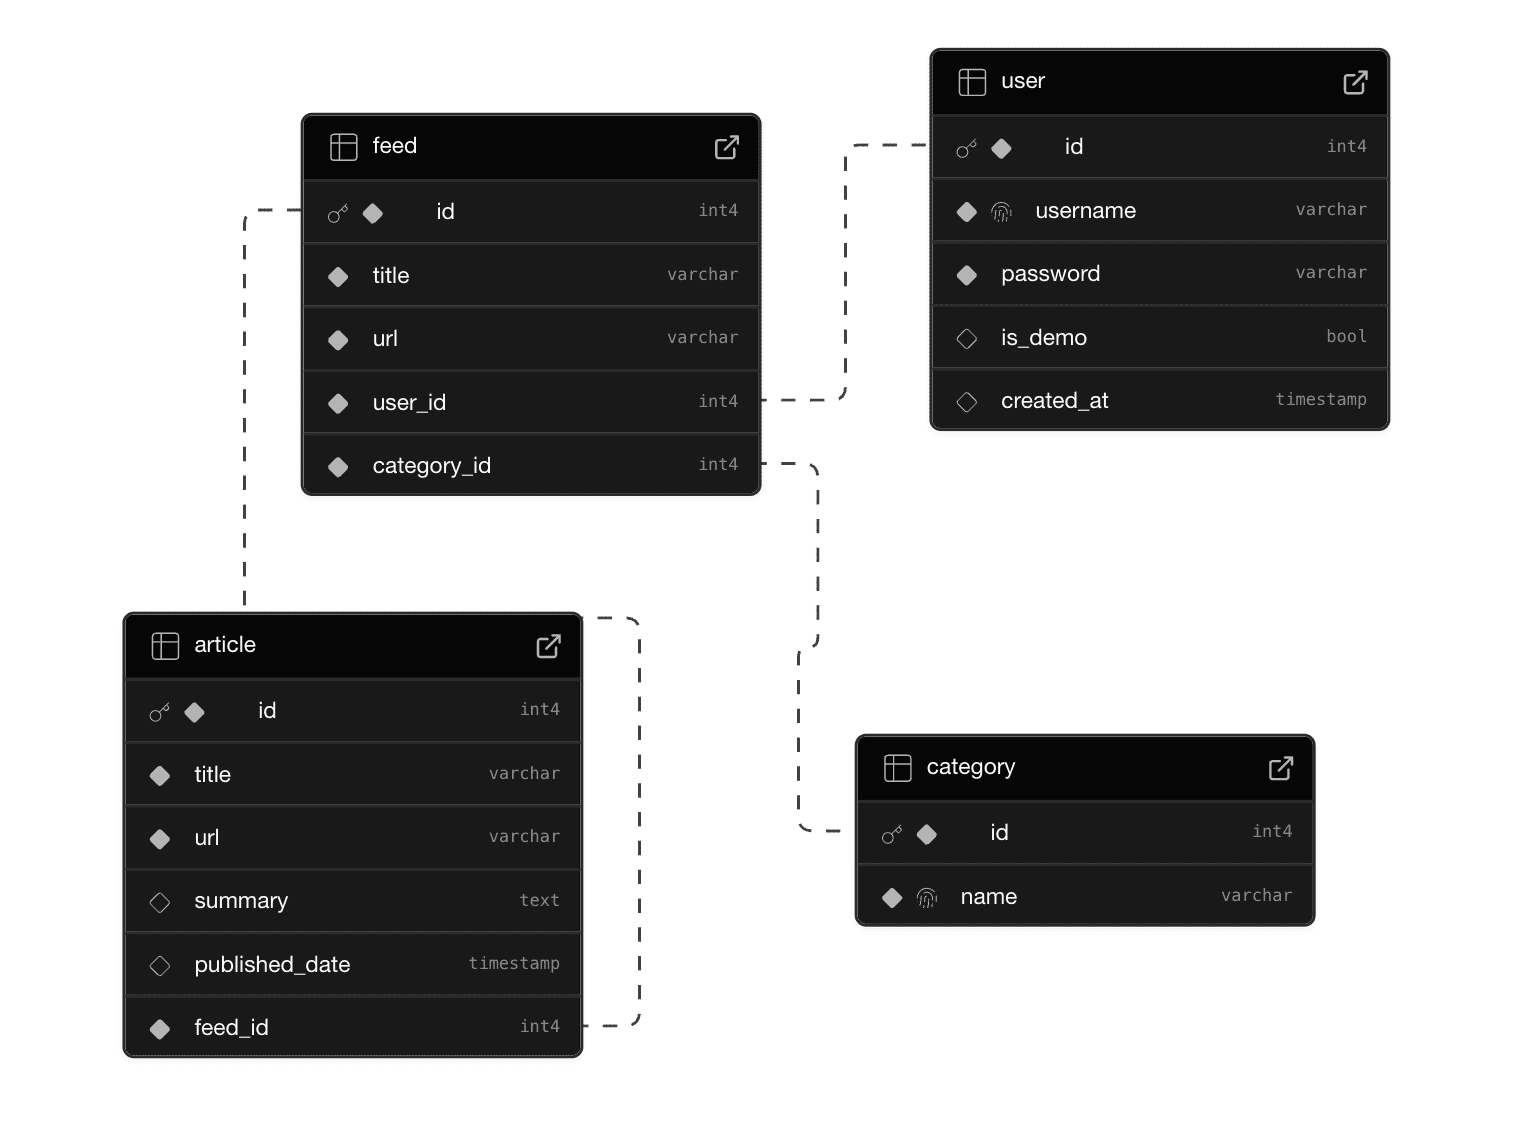 feed
id int4
title varchar
url varchar
user_id int4
category_id int4
user
id int4
username varchar
password varchar
is_demo bool
created_at timestamp
article
id int4
title varchar
url varchar
summary text
published_date timestamp
feed_id int4
category
id int4
name varchar